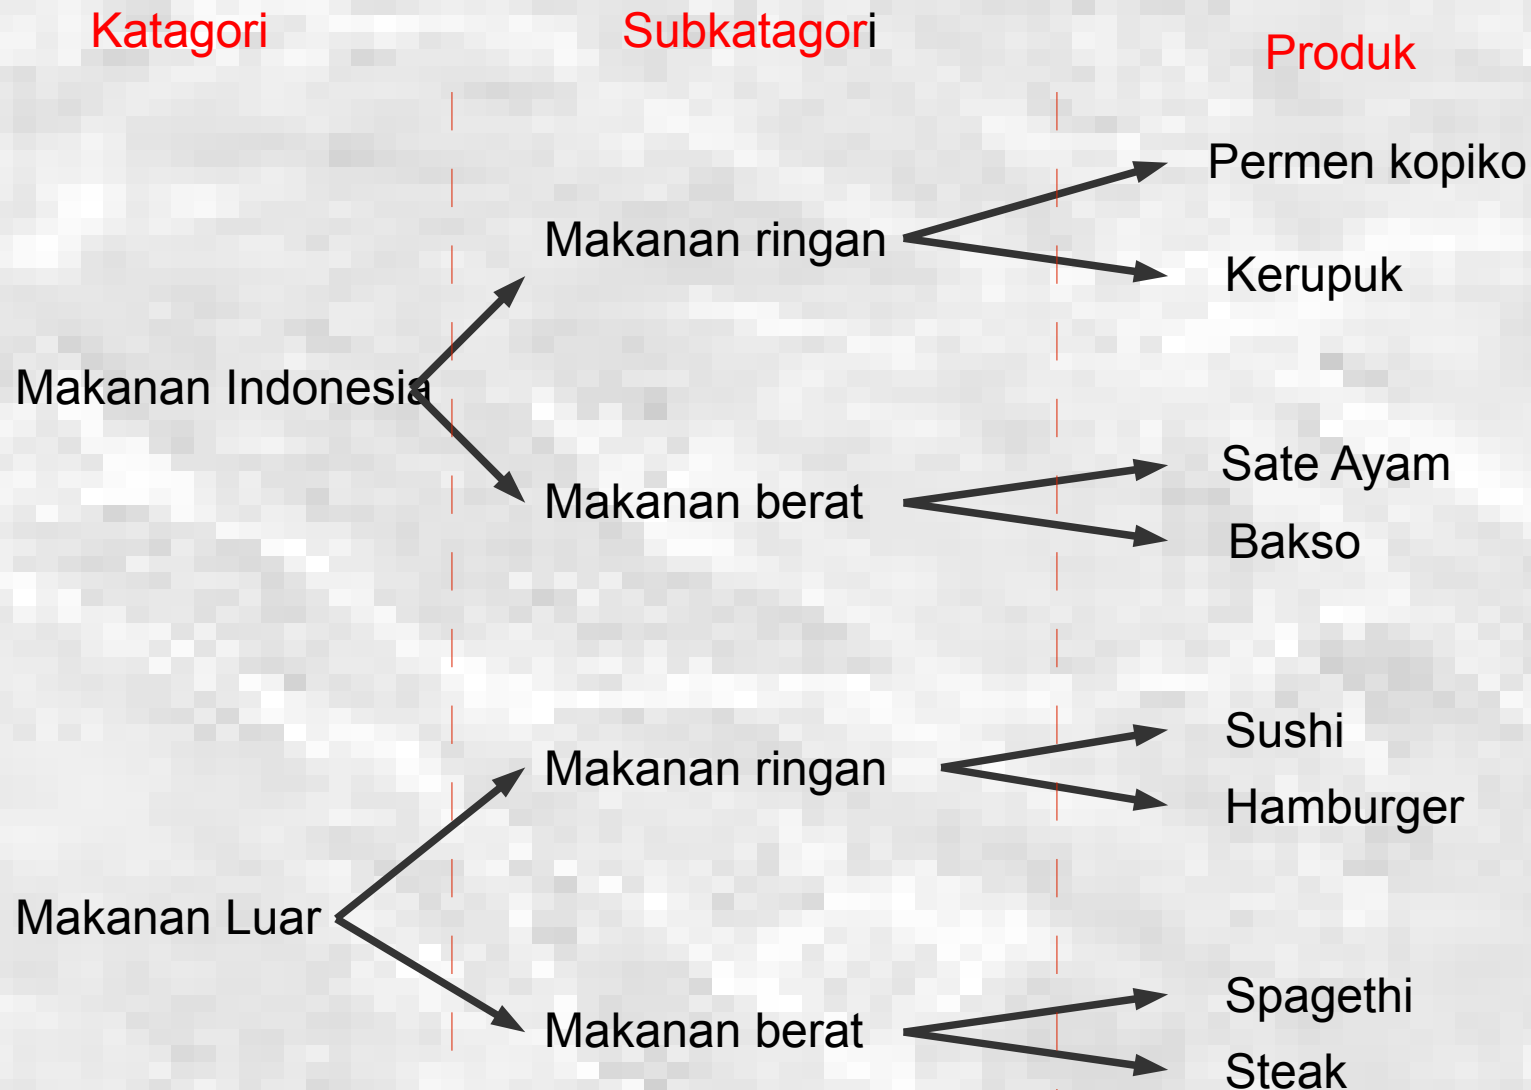 Katagori
Subkatagori
Produk
Permen kopiko
Makanan ringan
Kerupuk
Makanan Indonesia
Sate Ayam
Makanan berat
Bakso
Sushi
Makanan ringan
Hamburger
Makanan Luar
Spagethi
Makanan berat
Steak